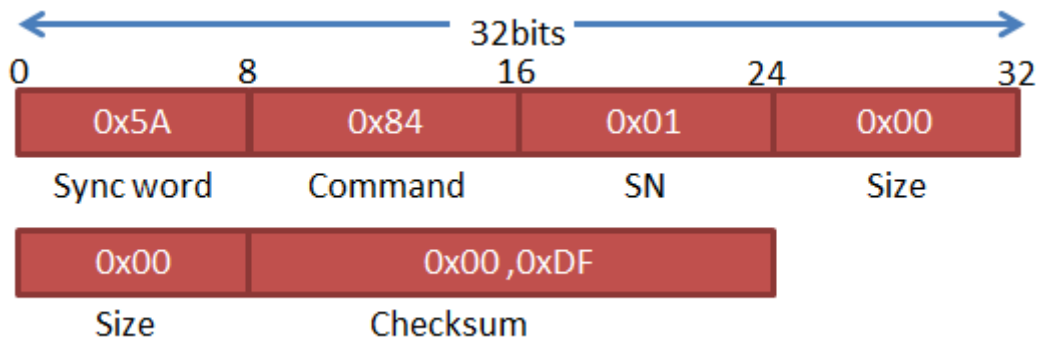 32bits
0 8 16 24 32
0x5A 0x84 0x01 0x00
Sync word Command SN Size
0x00 0x00 ,0xDF
Size Checksum